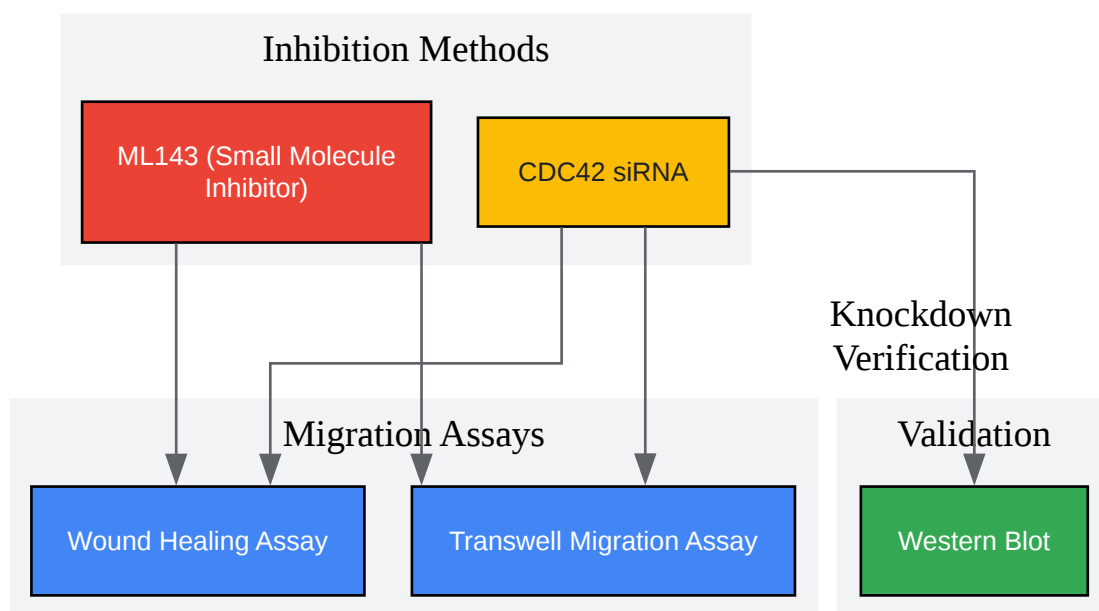 Inhibition Methods
ML143 (Small Molecule
Inhibitor)
CDC42 siRNA
Knockdown
Verification
Migration Assays
Validation
Wound Healing Assay
Transwell Migration Assay
Western Blot